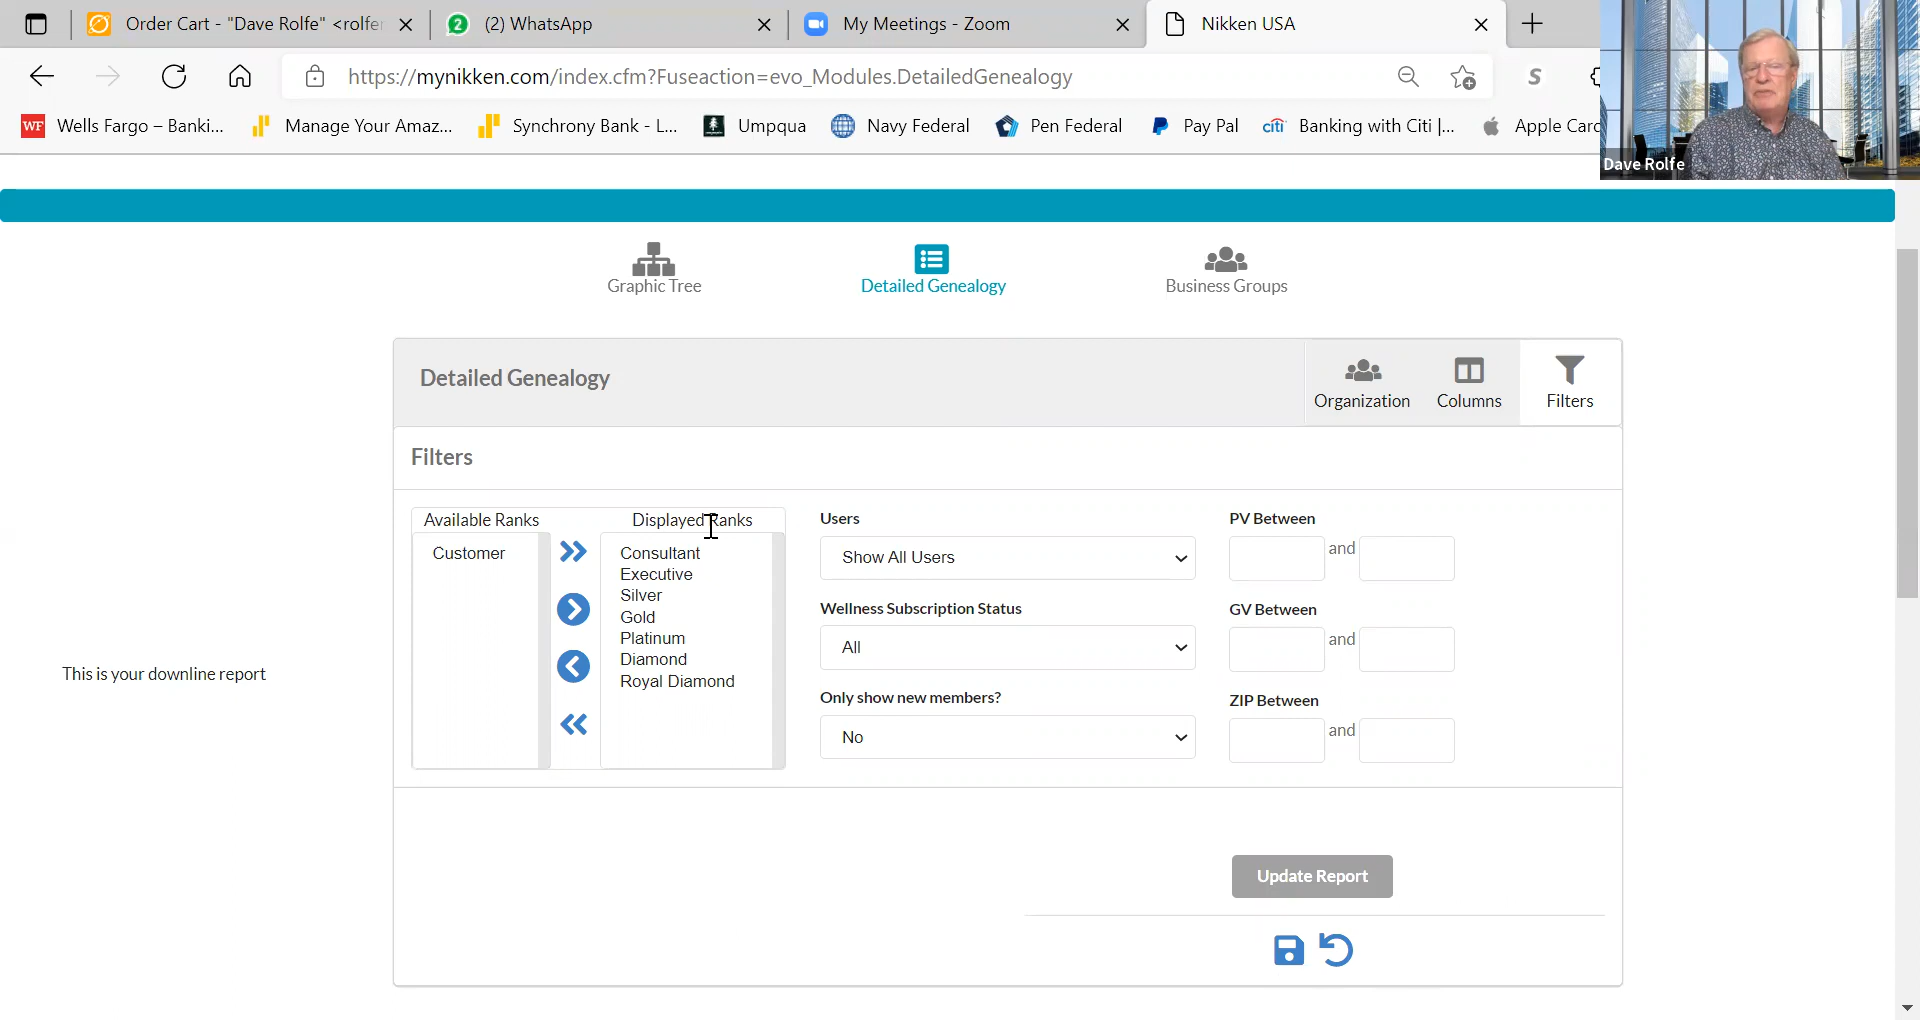 Order Cart - "Dave Rolfe" <rolfe
2 (2) WhatsApp
My Meetings - Zoom
Nikken USA
https://mynikken.com/index.cfm?Fuseaction=evo_Modules.DetailedGenealogy
S
WF Wells Fargo – Banki...
Manage Your Amaz...
Synchrony Bank - L...
Umpqua
Navy Federal
Pen Federal
Pay Pal
citi Banking with Citi |...
Apple Card
Dave Rolfe
Graphic Tree
Detailed Genealogy
Business Groups
Detailed Genealogy
Organization
Columns
Filters
Filters
Available Ranks
Displayed Ranks
Customer
Consultant
Executive
Silver
Gold
Platinum
Diamond
Royal Diamond
Users
Show All Users
Wellness Subscription Status
All
Only show new members?
No
PV Between
and
GV Between
and
ZIP Between
and
This is your downline report
Update Report